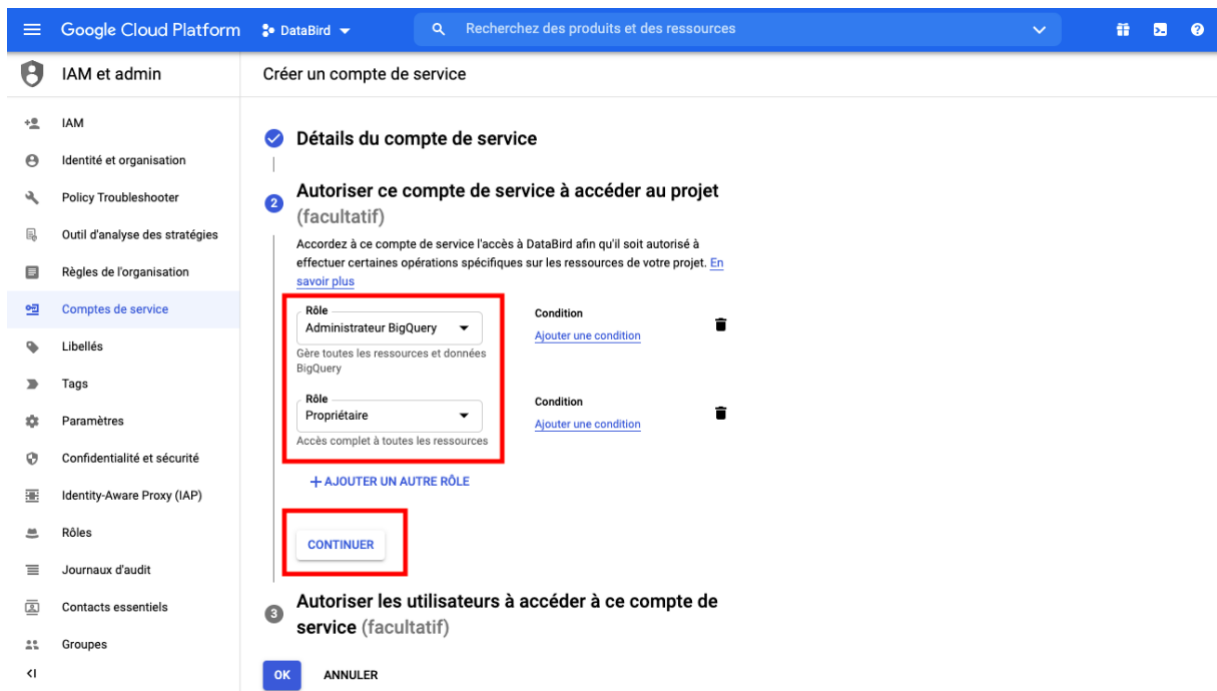 Google Cloud Platform
DataBird
Recherchez des produits et des ressources
IAM et admin
Créer un compte de service
IAM
Identité et organisation
Policy Troubleshooter
Outil d'analyse des stratégies
Règles de l'organisation
Comptes de service
Libellés
Tags
Paramètres
Confidentialité et sécurité
Identity-Aware Proxy (IAP)
Rôles
Journaux d'audit
Contacts essentiels
Groupes
Détails du compte de service
2
Autoriser ce compte de service à accéder au projet
(facultatif)
Accordez à ce compte de service l'accès à DataBird afin qu'il soit autorisé à
effectuer certaines opérations spécifiques sur les ressources de votre projet. En
savoir plus
Rôle
Administrateur BigQuery
Gère toutes les ressources et données
BigQuery
Condition
Ajouter une condition
Rôle
Propriétaire
Accès complet à toutes les ressources
Condition
Ajouter une condition
+ AJOUTER UN AUTRE RÔLE
CONTINUER
3
Autoriser les utilisateurs à accéder à ce compte de
service (facultatif)
OK
ANNULER